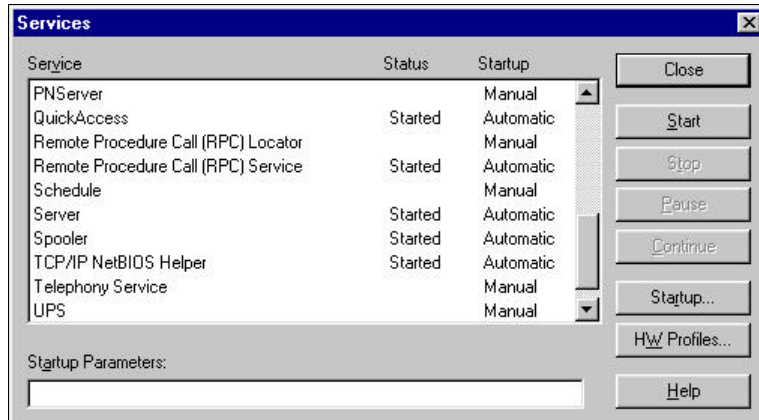 Services
Service Status Startup
PNServer Manual
QuickAccess Started Automatic
Remote Procedure Call (RPC) Locator Manual
Remote Procedure Call (RPC) Service Started Automatic
Schedule Manual
Server Started Automatic
Spooler Started Automatic
TCP/IP NetBIOS Helper Started Automatic
Telephony Service Manual
UPS Manual
Startup Parameters:
Close
Start
Stop
Pause
Continue
Startup...
HW Profiles...
Help